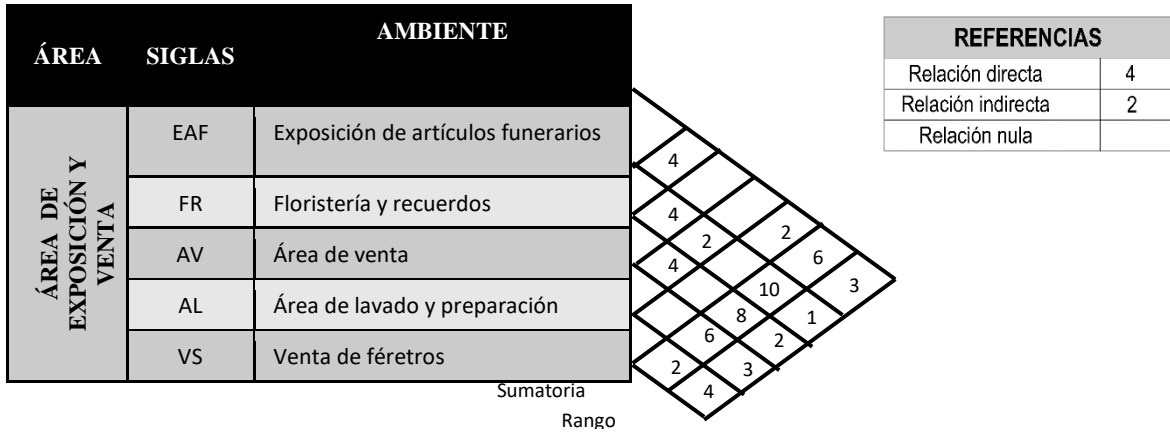 ÁREA SIGLAS AMBIENTE
ÁREA DE
EXPOSICIÓN Y
VENTA
EAF Exposición de artículos funerarios
FR Floristería y recuerdos
AV Área de venta
AL Área de lavado y preparación
VS Venta de féretros
4
4
2
2
6
4
10
3
8
1
6
2
2
3
4
Sumatoria
Rango
REFERENCIAS
Relación directa 4
Relación indirecta 2
Relación nula